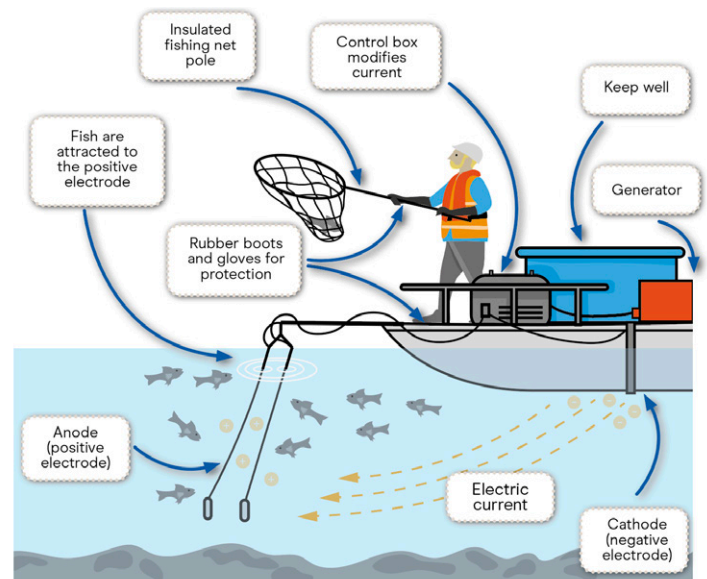 Insulated
fishing net
pole
Control box
modifies
current
Keep well
Fish are
attracted to
the positive
electrode
Generator
Rubber boots
and gloves for
protection
Anode
(positive
electrode)
Electric
current
Cathode
(negative
electrode)